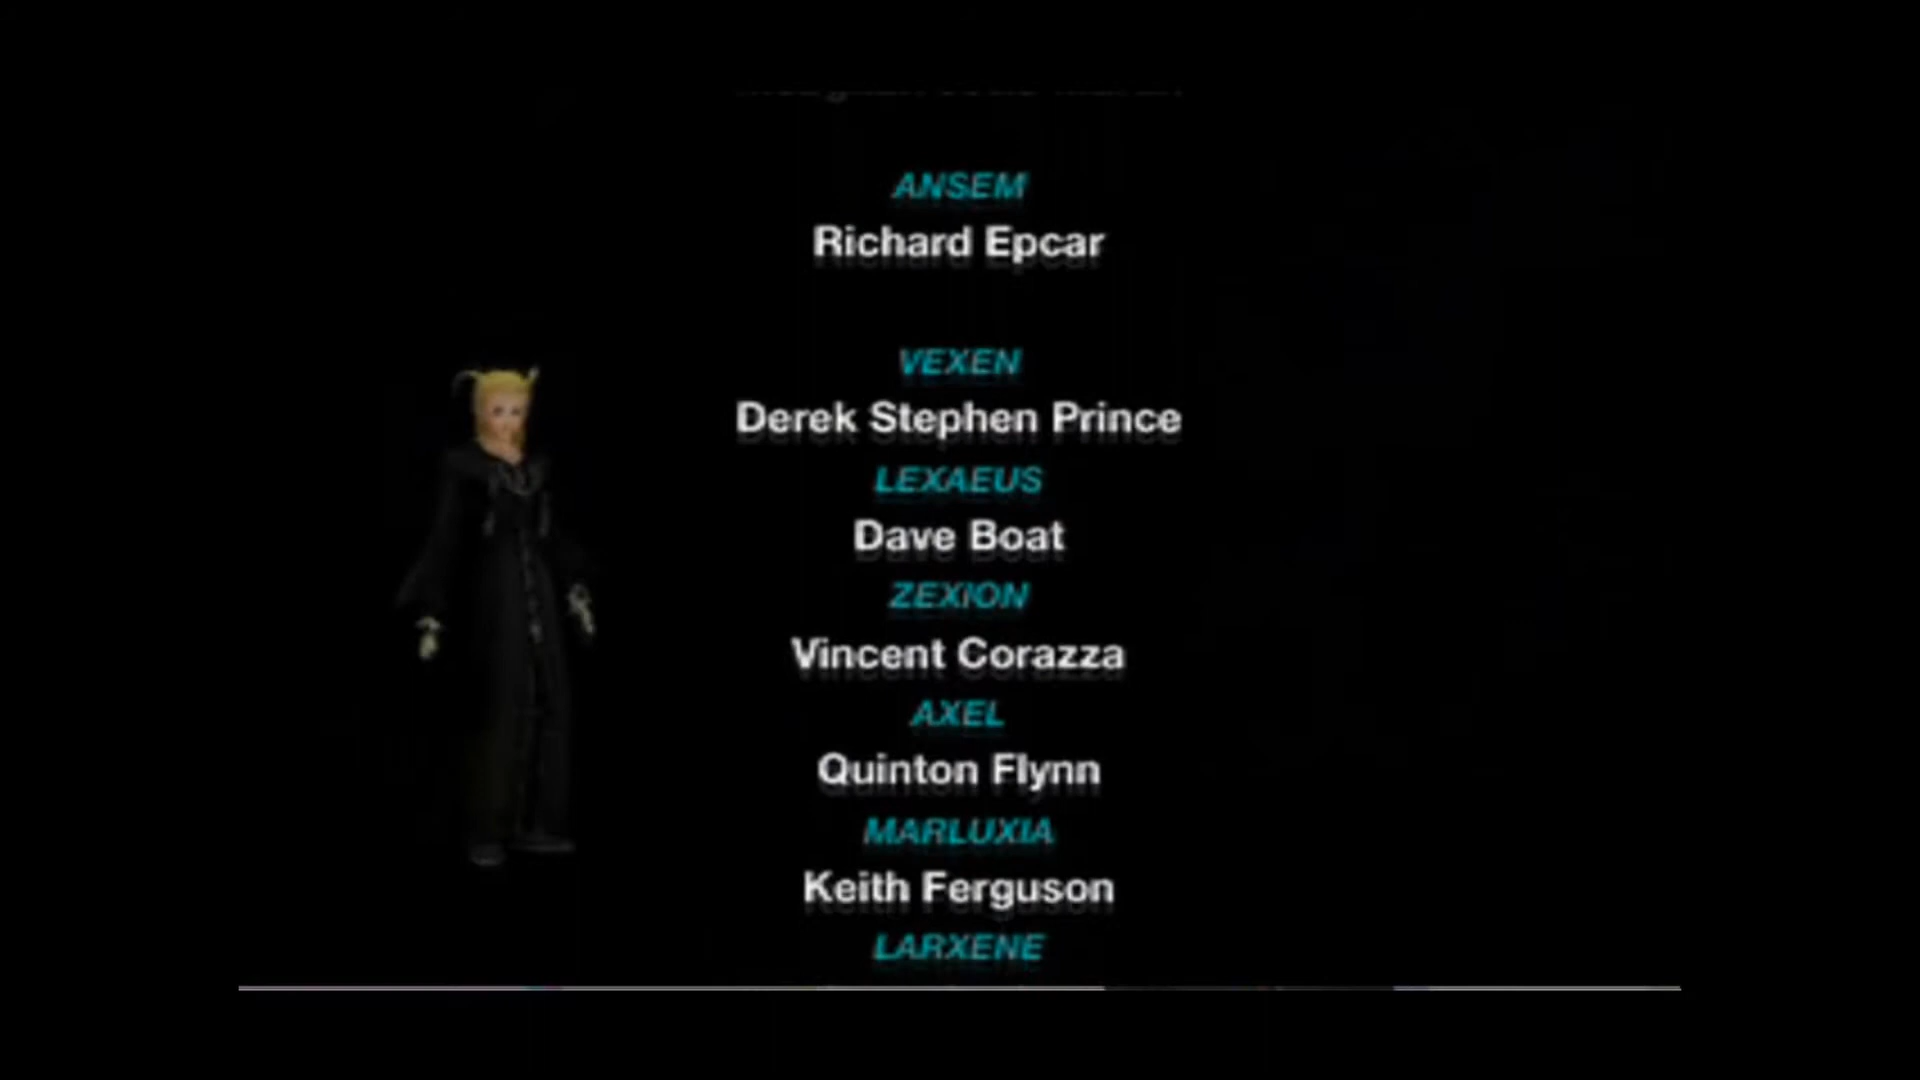 ANSEM
Richard Epcar
VEXEN
Derek Stephen Prince
LEXAEUS
Dave Boat
ZEXION
Vincent Corazza
AXEL
Quinton Flynn
MARLUXIA
Keith Ferguson
LARXENE